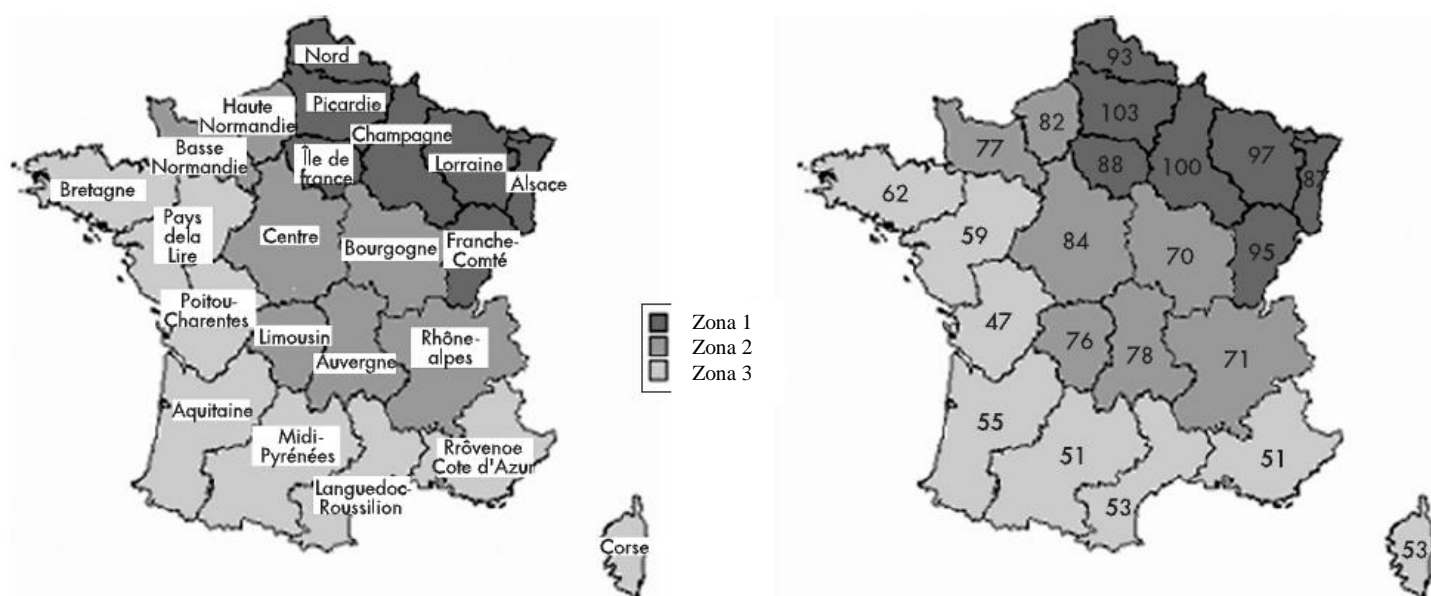 Nord
Haute
Normandie
Picardie
Champagne
Basse
Normandie
Île de
france
Lorraine
Alsace
Bretagne
Pays
dela
Lire
Centre
Bourgogne
Franche-
Comté
Poitou-
Charentes
Limousin
Auvergne
Rhône-
alpes
Aquitaine
Midi-
Pyrénées
Rrôvenoe
Cote d'Azur
Languedoc-
Roussilion
Corse
Zona 1
Zona 2
Zona 3
93
103
82
77
88
100
97
87
62
59
84
70
95
47
76
78
71
55
51
53
51
53